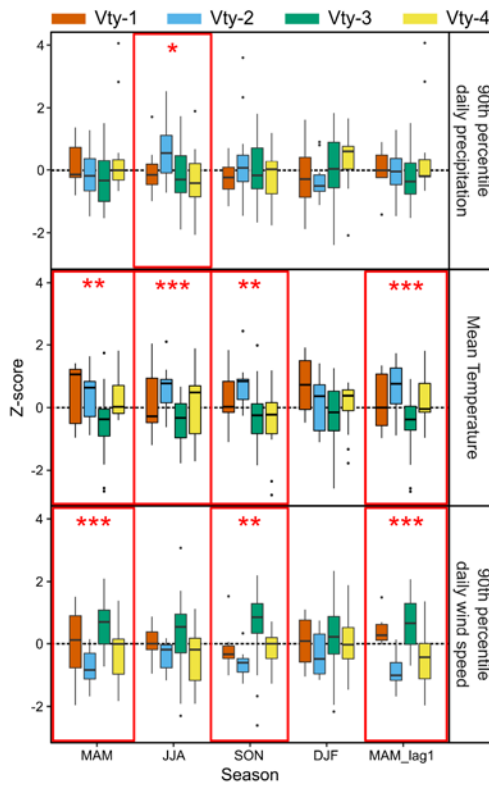 Vty-1 Vty-2 Vty-3 Vty-4
4
2
0
-2
*
90th percentile
daily precipitation
4
2
0
-2
** *** ** ***
Mean Temperature
Z-score
4
2
0
-2
*** ** ***
90th percentile
daily wind speed
MAM JJA SON DJF MAM_lag1
Season